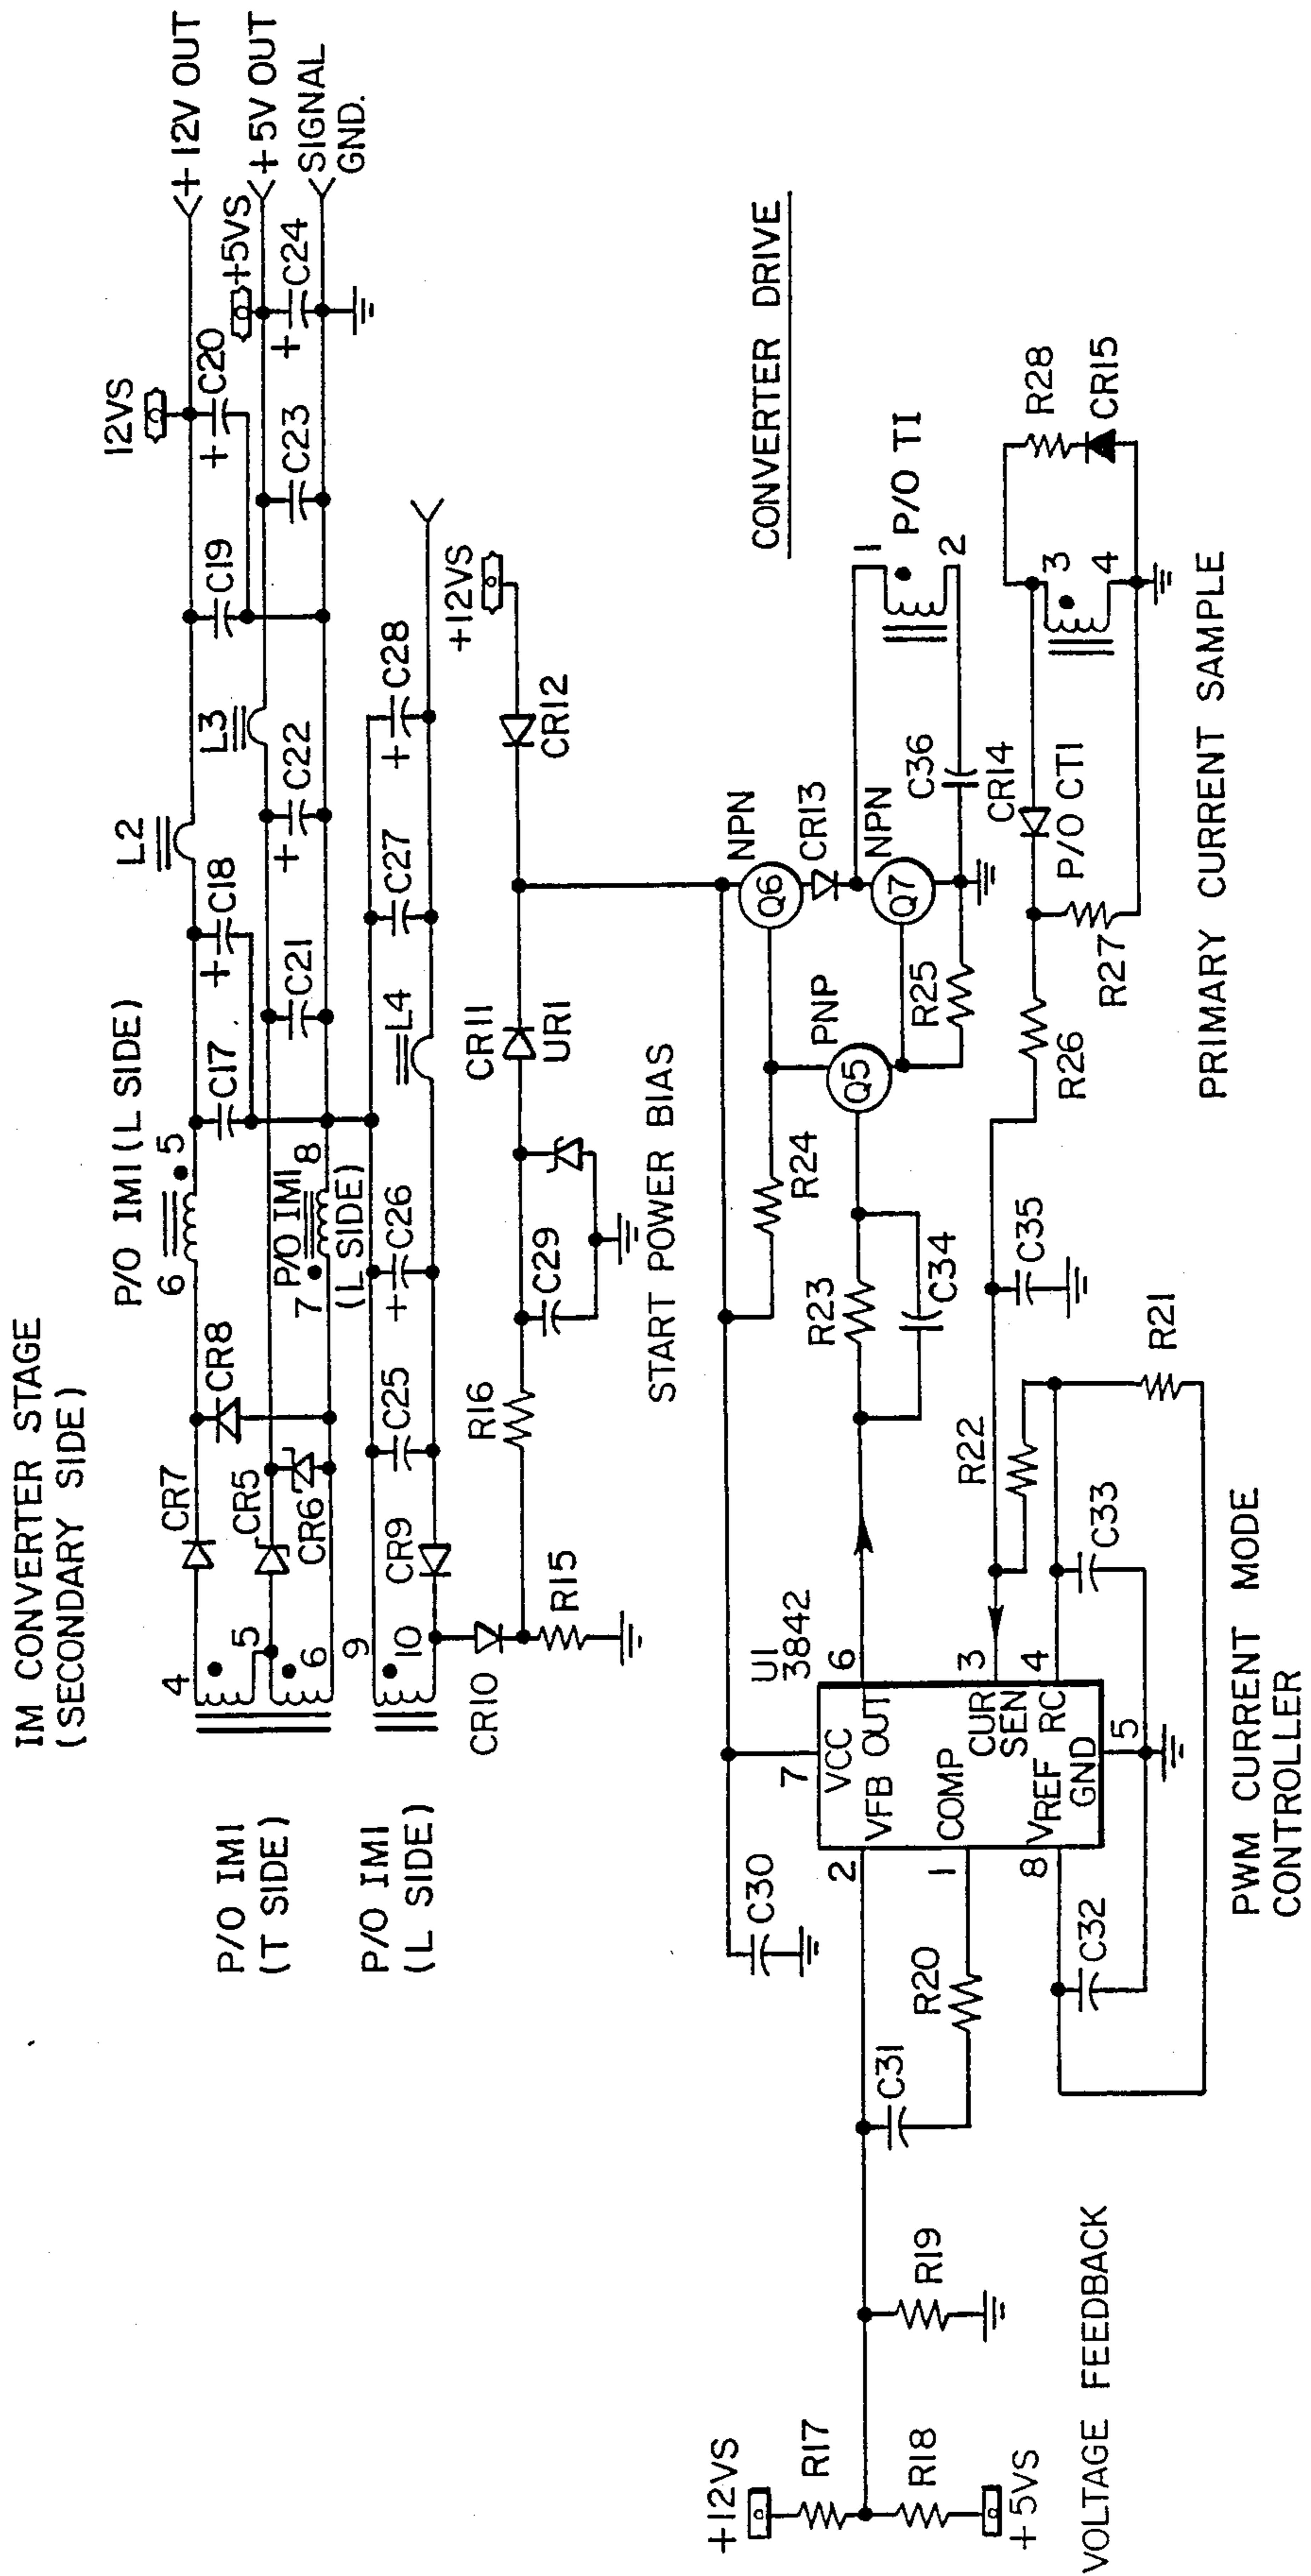 IM CONVERTER STAGE
(SECONDARY SIDE)
P/O IM1
(T SIDE)
4
5
6
CR7
CR5
CR6
CR8
6
P/O IM1 (L SIDE)
5
7
P/O IM1
8
(L SIDE)
C17
C18
+
L2
C21
C22
+
L3
C19
C20
+
12VS
C23
C24
+
+5VS
+12V OUT
+5V OUT
SIGNAL
GND.
P/O IM1
(L SIDE)
9
10
CR9
C25
C26
+
L4
C27
C28
+
CR10
R15
R16
C29
CR11
UR1
CR12
+12VS
START POWER BIAS
CONVERTER DRIVE
+12VS
R17
R18
+5VS
R19
VOLTAGE FEEDBACK
C31
R20
C30
C32
U1
3842
7
VCC
2
VFB
OUT
6
1
COMP
CUR
SEN
3
8
VREF
RC
4
GND
5
PWM CURRENT MODE
CONTROLLER
R22
C33
R21
R23
C34
C35
R24
PNP
Q5
R25
NPN
Q6
CR13
NPN
Q7
C36
1
P/O T1
2
R26
R27
CR14
P/O CT1
3
4
R28
CR15
PRIMARY CURRENT SAMPLE